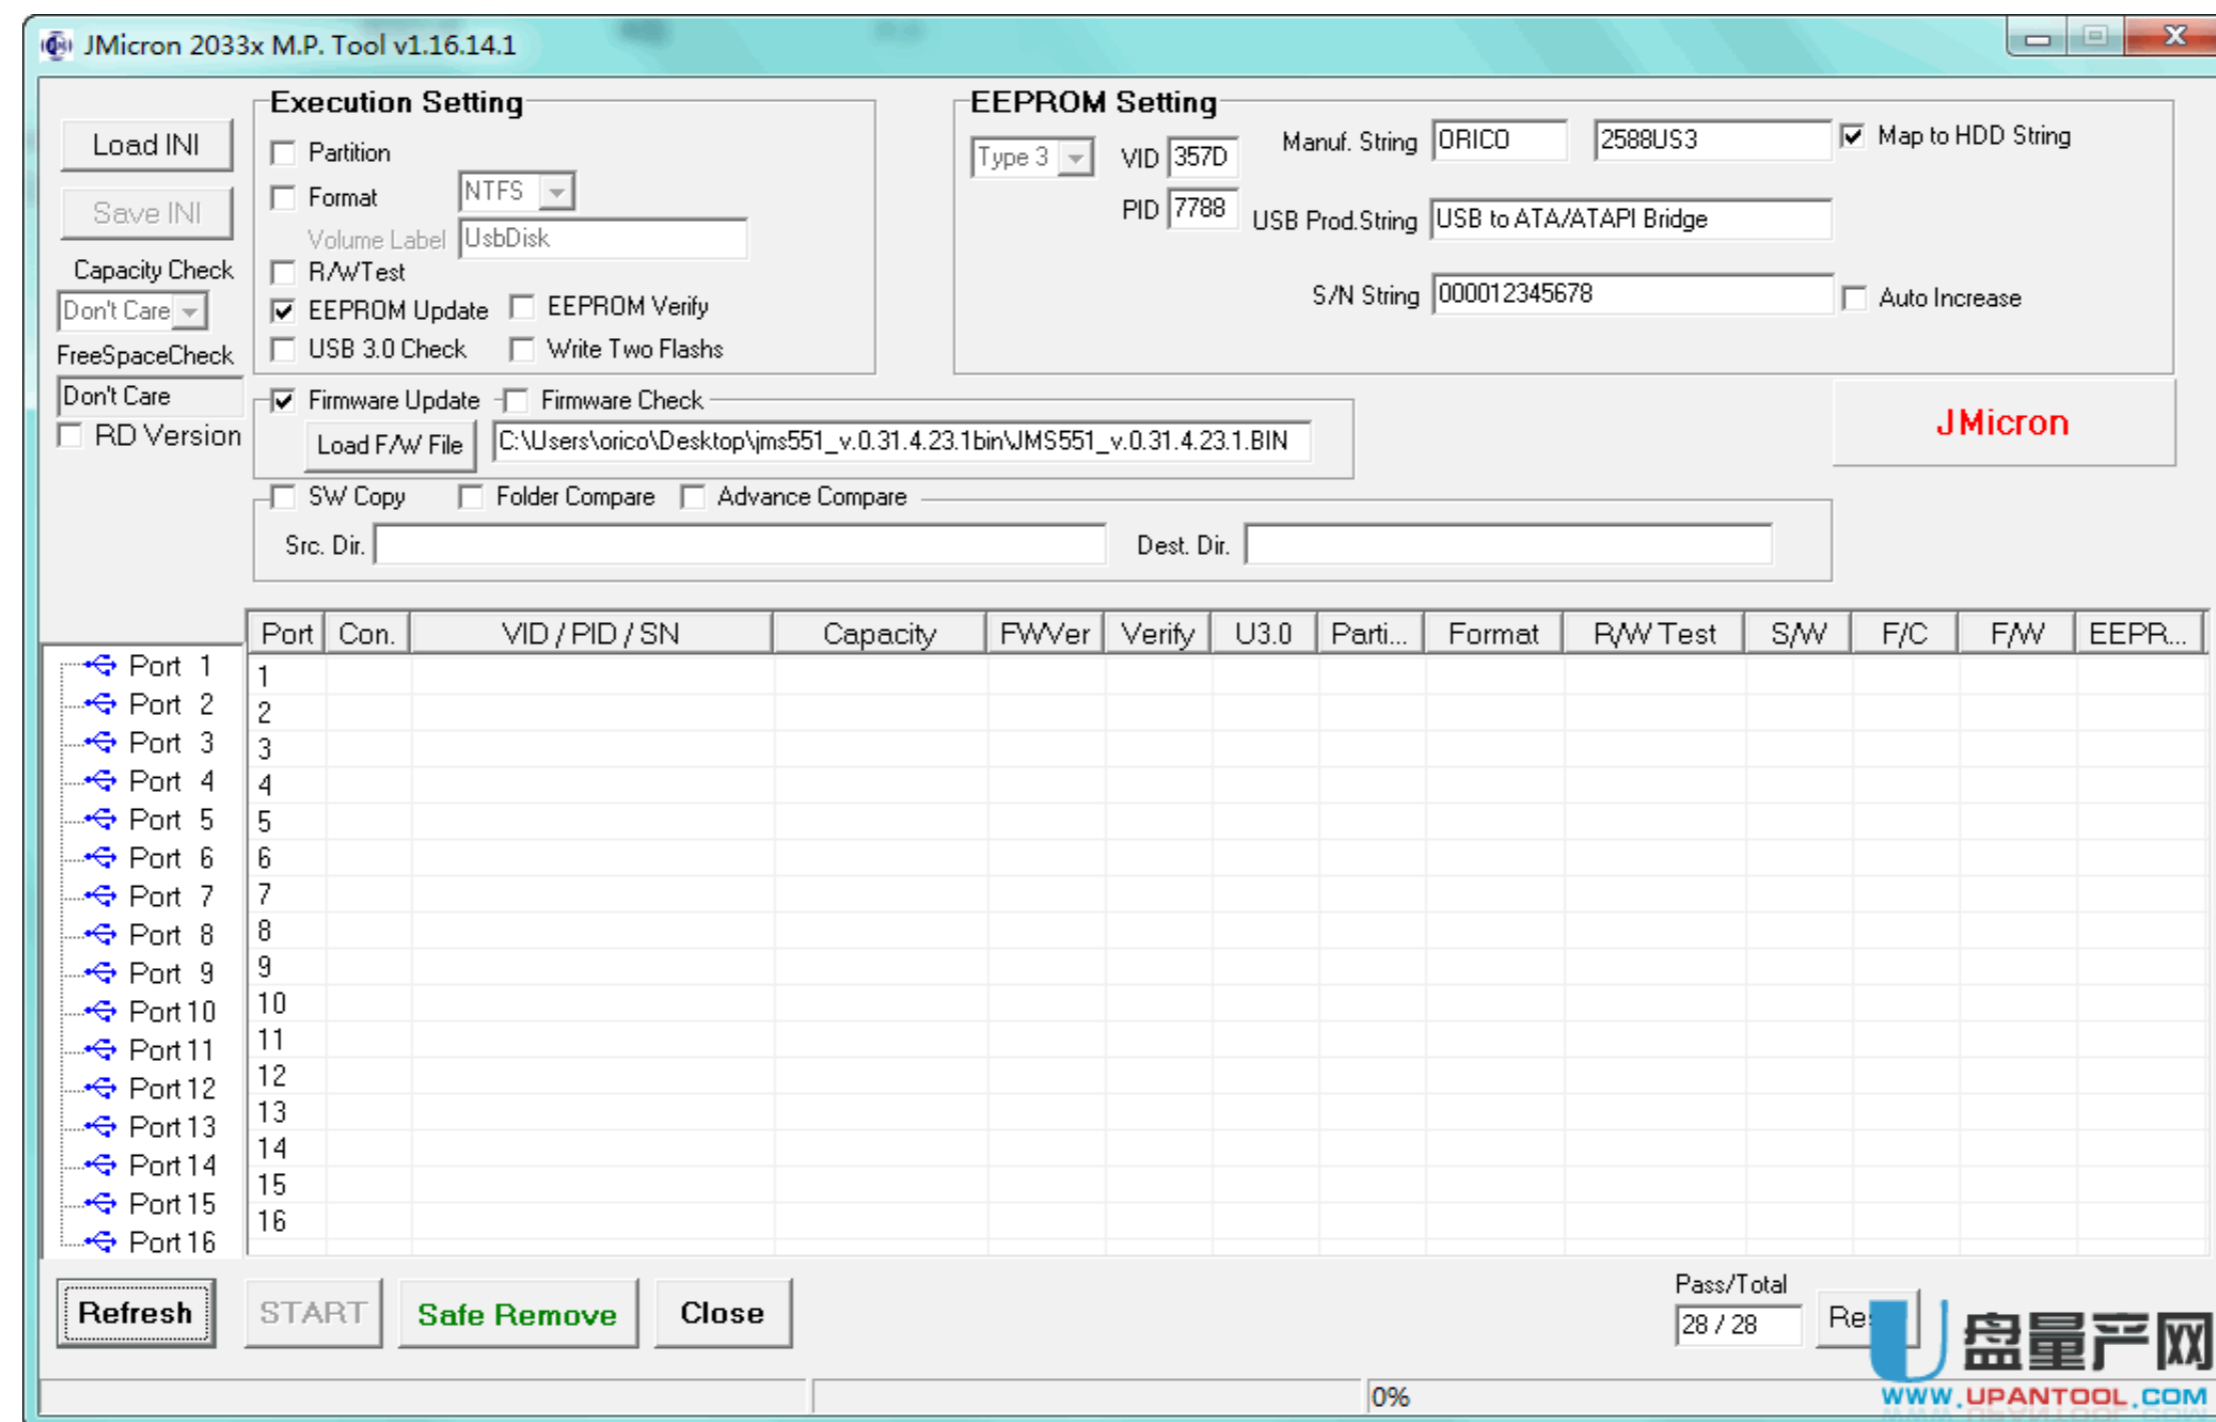 JMicron 2033x M.P. Tool v1.16.14.1
Load INI
Save INI
Capacity Check
Don't Care
FreeSpaceCheck
Don't Care
RD Version
Execution Setting
Partition
Format NTFS
Volume Label UsbDisk
R/WTest
EEPROM Update EEPROM Verify
USB 3.0 Check Write Two Flashs
EEPROM Setting
Type 3 VID 357D Manuf. String ORICO 2588US3 Map to HDD String
PID 7788 USB Prod.String USB to ATA/ATAPI Bridge
S/N String 000012345678 Auto Increase
Firmware Update Firmware Check
Load F/W File C:\Users\orico\Desktop\jms551_v.0.31.4.23.1bin\JMS551_v.0.31.4.23.1.BIN
JMicron
SW Copy Folder Compare Advance Compare
Src. Dir. Dest. Dir.
Port Con. VID / PID / SN Capacity FWVer Verify U3.0 Parti... Format R/W Test S/W F/C F/W EEPR...
Port 1 1
Port 2 2
Port 3 3
Port 4 4
Port 5 5
Port 6 6
Port 7 7
Port 8 8
Port 9 9
Port 10 10
Port 11 11
Port 12 12
Port 13 13
Port 14 14
Port 15 15
Port 16 16
Refresh START Safe Remove Close
Pass/Total
28 / 28
0%
U盘量产网
WWW.UPANTOOL.COM